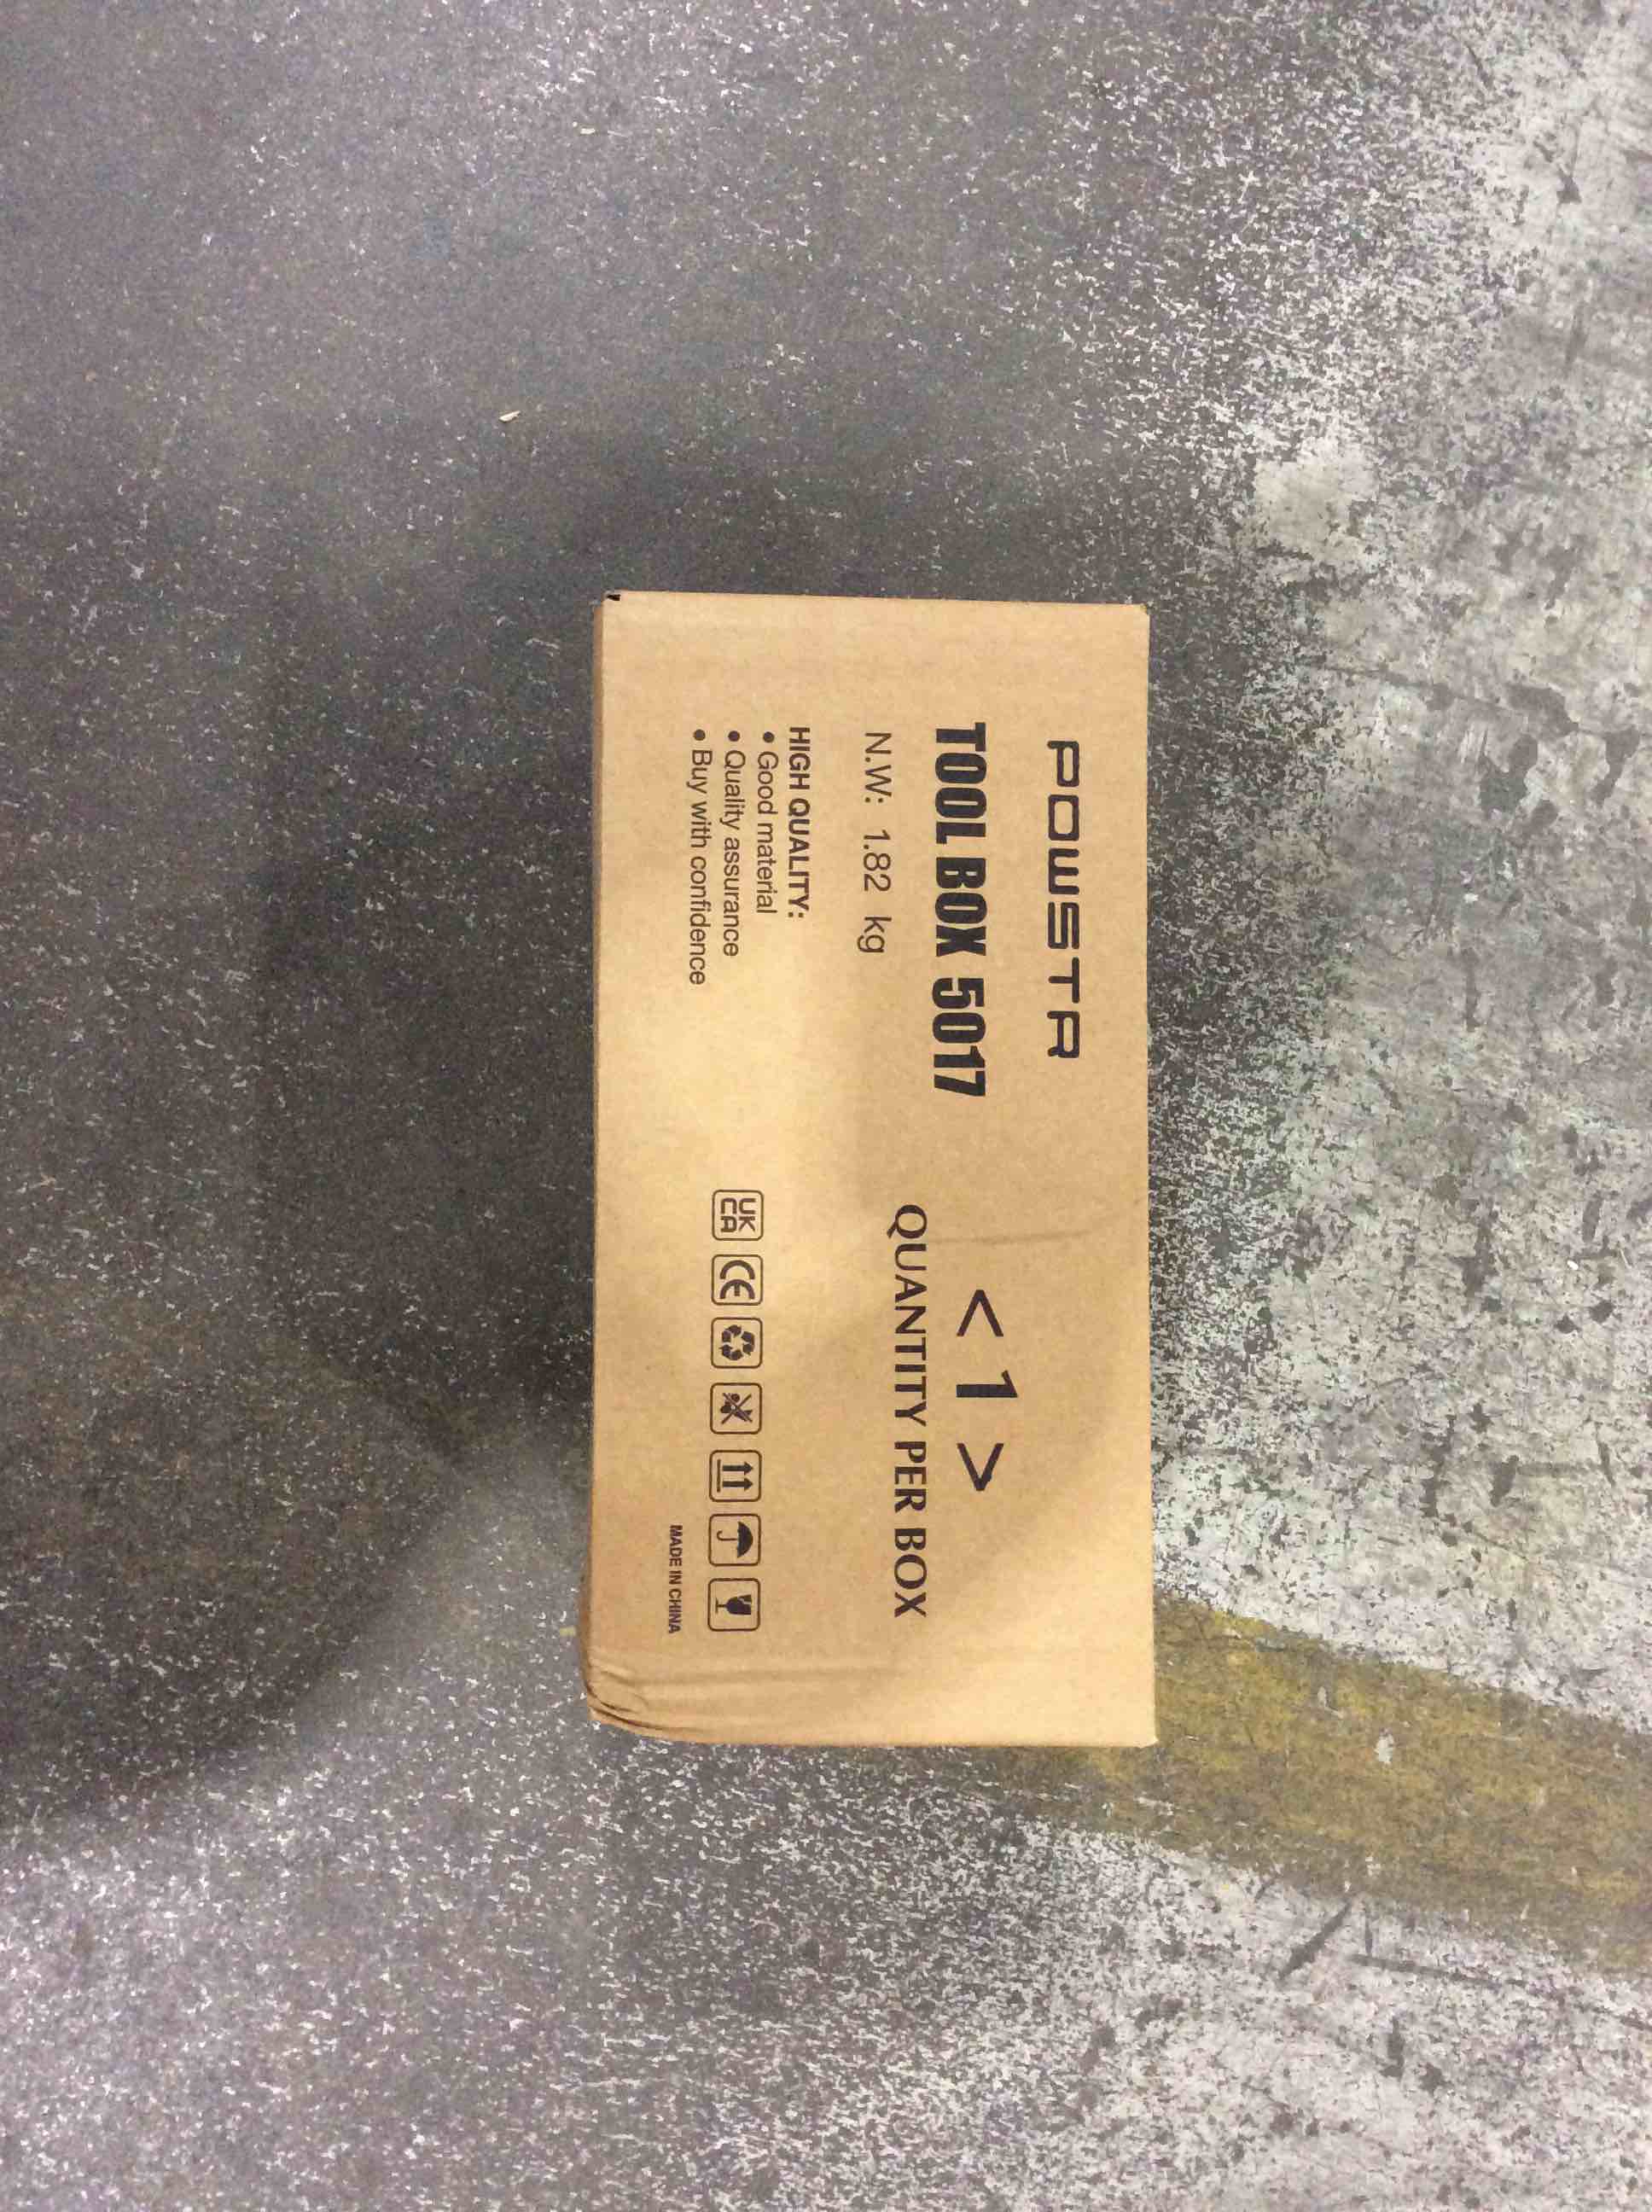 POWSTR
TOOL BOX 5017
N.W: 1.82 kg
HIGH QUALITY:
• Good material
• Quality assurance
• Buy with confidence
< 1 >
QUANTITY PER BOX
UK
CA
CE
MADE IN CHINA